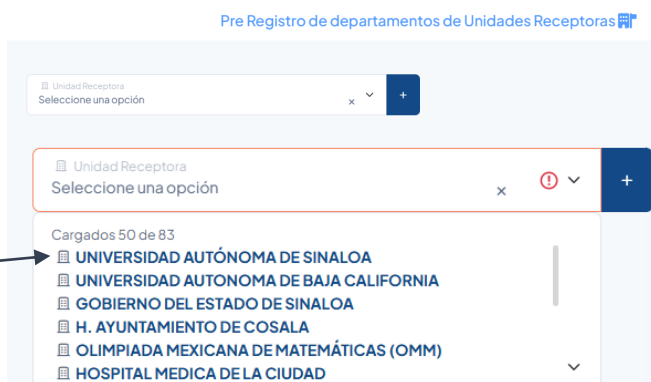 Pre Registro de departamentos de Unidades Receptoras
Unidad Receptora
Seleccione una opción
+
Unidad Receptora
Seleccione una opción
+
Cargados 50 de 83
UNIVERSIDAD AUTÓNOMA DE SINALOA
UNIVERSIDAD AUTONOMA DE BAJA CALIFORNIA
GOBIERNO DEL ESTADO DE SINALOA
H. AYUNTAMIENTO DE COSALA
OLIMPIADA MEXICANA DE MATEMÁTICAS (OMM)
HOSPITAL MEDICA DE LA CIUDAD